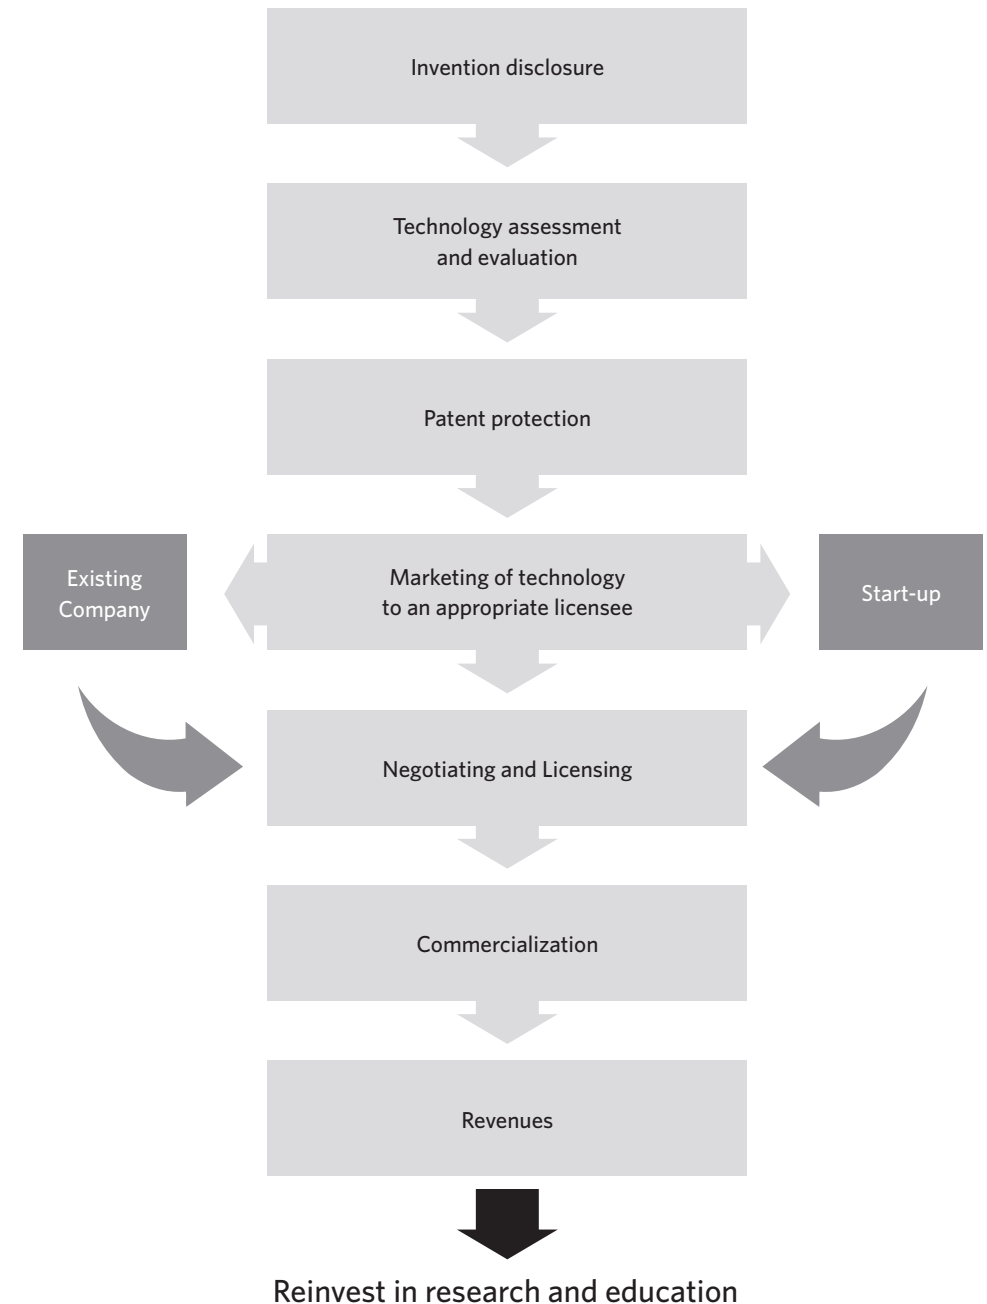 Invention disclosure
Technology assessment
and evaluation
Patent protection
Existing
Company
Marketing of technology
to an appropriate licensee
Start-up
Negotiating and Licensing
Commercialization
Revenues
Reinvest in research and education